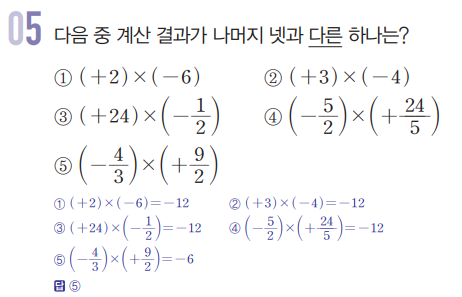 05 다음 중 계산 결과가 나머지 넷과 다른 하나는?
① (+2)×(−6) ② (+3)×(−4)
③ (+24)×(−1/2) ④ (−5/2)×(+24/5)
⑤ (−4/3)×(+9/2)
① (+2)×(−6)=−12 ② (+3)×(−4)=−12
③ (+24)×(−1/2)=−12 ④ (−5/2)×(+24/5)=−12
⑤ (−4/3)×(+9/2)=−6
답 ⑤